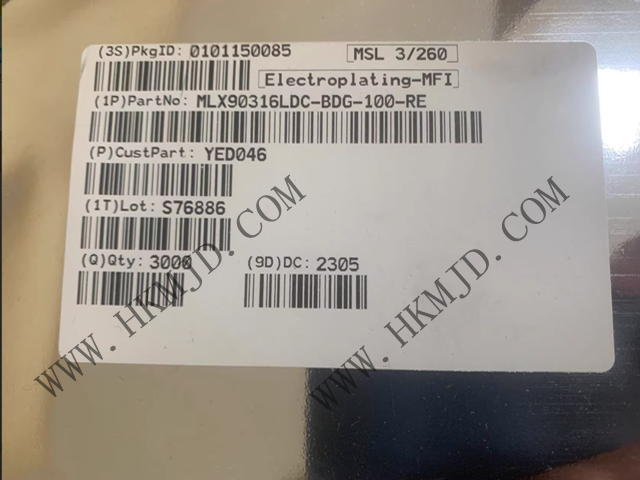 (3S)PkgID: 0101150085
MSL 3/260
Electroplating-MFI
(1P)PartNo: MLX90316LDC-BDG-100-RE
(P)CustPart: YED046
(1T)Lot: S76886
(Q)Qty: 3000
(9D)DC: 2305
WWW.HKMJD.COM
WWW.HKMJD.COM